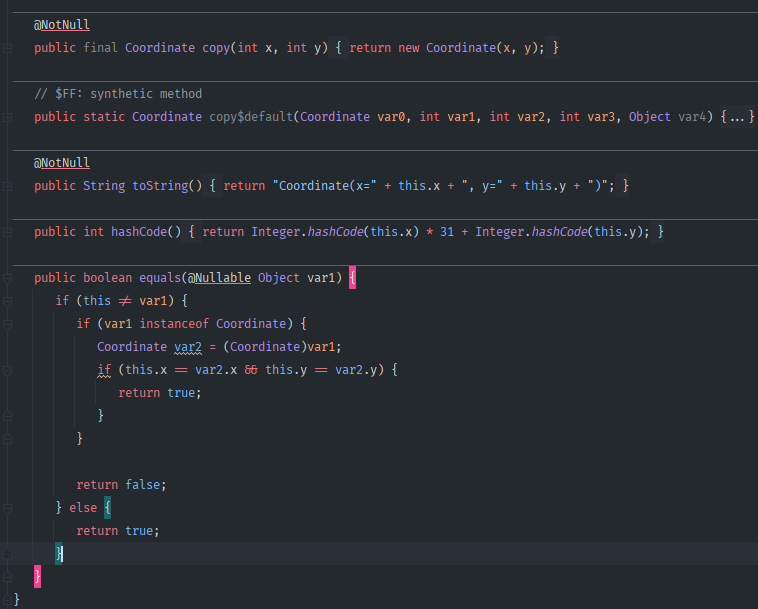 @NotNull
public final Coordinate copy(int x, int y) { return new Coordinate(x, y); }
// $FF: synthetic method
public static Coordinate copy$default(Coordinate var0, int var1, int var2, int var3, Object var4) {...}
@NotNull
public String toString() { return "Coordinate(x=" + this.x + ", y=" + this.y + ")"; }
public int hashCode() { return Integer.hashCode(this.x) * 31 + Integer.hashCode(this.y); }
public boolean equals(@Nullable Object var1) {
if (this != var1) {
if (var1 instanceof Coordinate) {
Coordinate var2 = (Coordinate)var1;
if (this.x == var2.x && this.y == var2.y) {
return true;
}
}
return false;
} else {
return true;
}
}
}